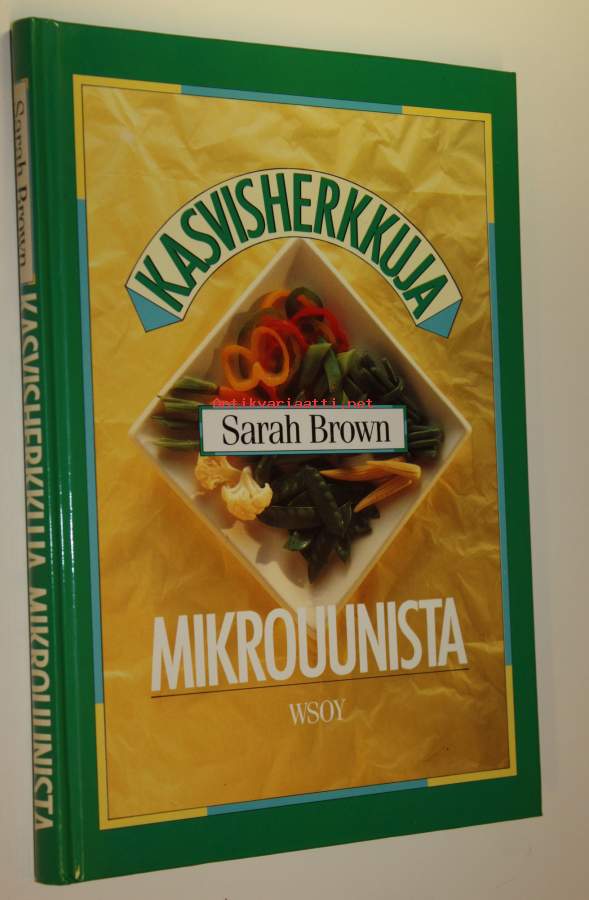 KASVISHERKKUJA
Antikvariaatti.net
Sarah Brown
MIKROUUNISTA
WSOY
Sarah Brown
KASVISHERKKUJA MIKROUUNISTA